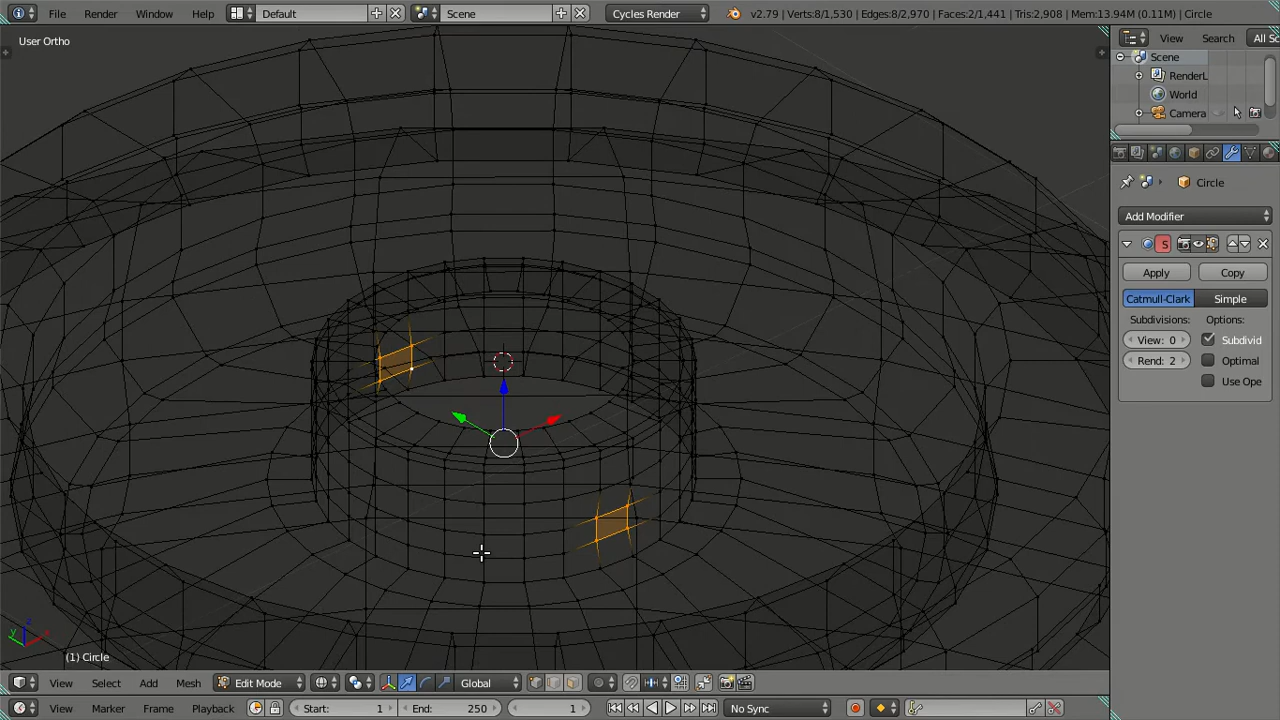 File Render Window Help Default Scene Cycles Render v2.79 | Verts:8/1,530 | Edges:8/2,970 | Faces:2/1,441 | Tris:2,908 | Mem:13.94M (0.11M) | Circle
User Ortho
View Search All Sc
Scene
RenderL
World
Camera
Circle
Add Modifier
S
Apply Copy
Catmull-Clark Simple
Subdivisions: Options:
View: 0 Subdivid
Rend: 2 Optimal
Use Ope
z
y
(1) Circle
View Select Add Mesh Edit Mode Global
View Marker Frame Playback Start: 1 End: 250 1 No Sync